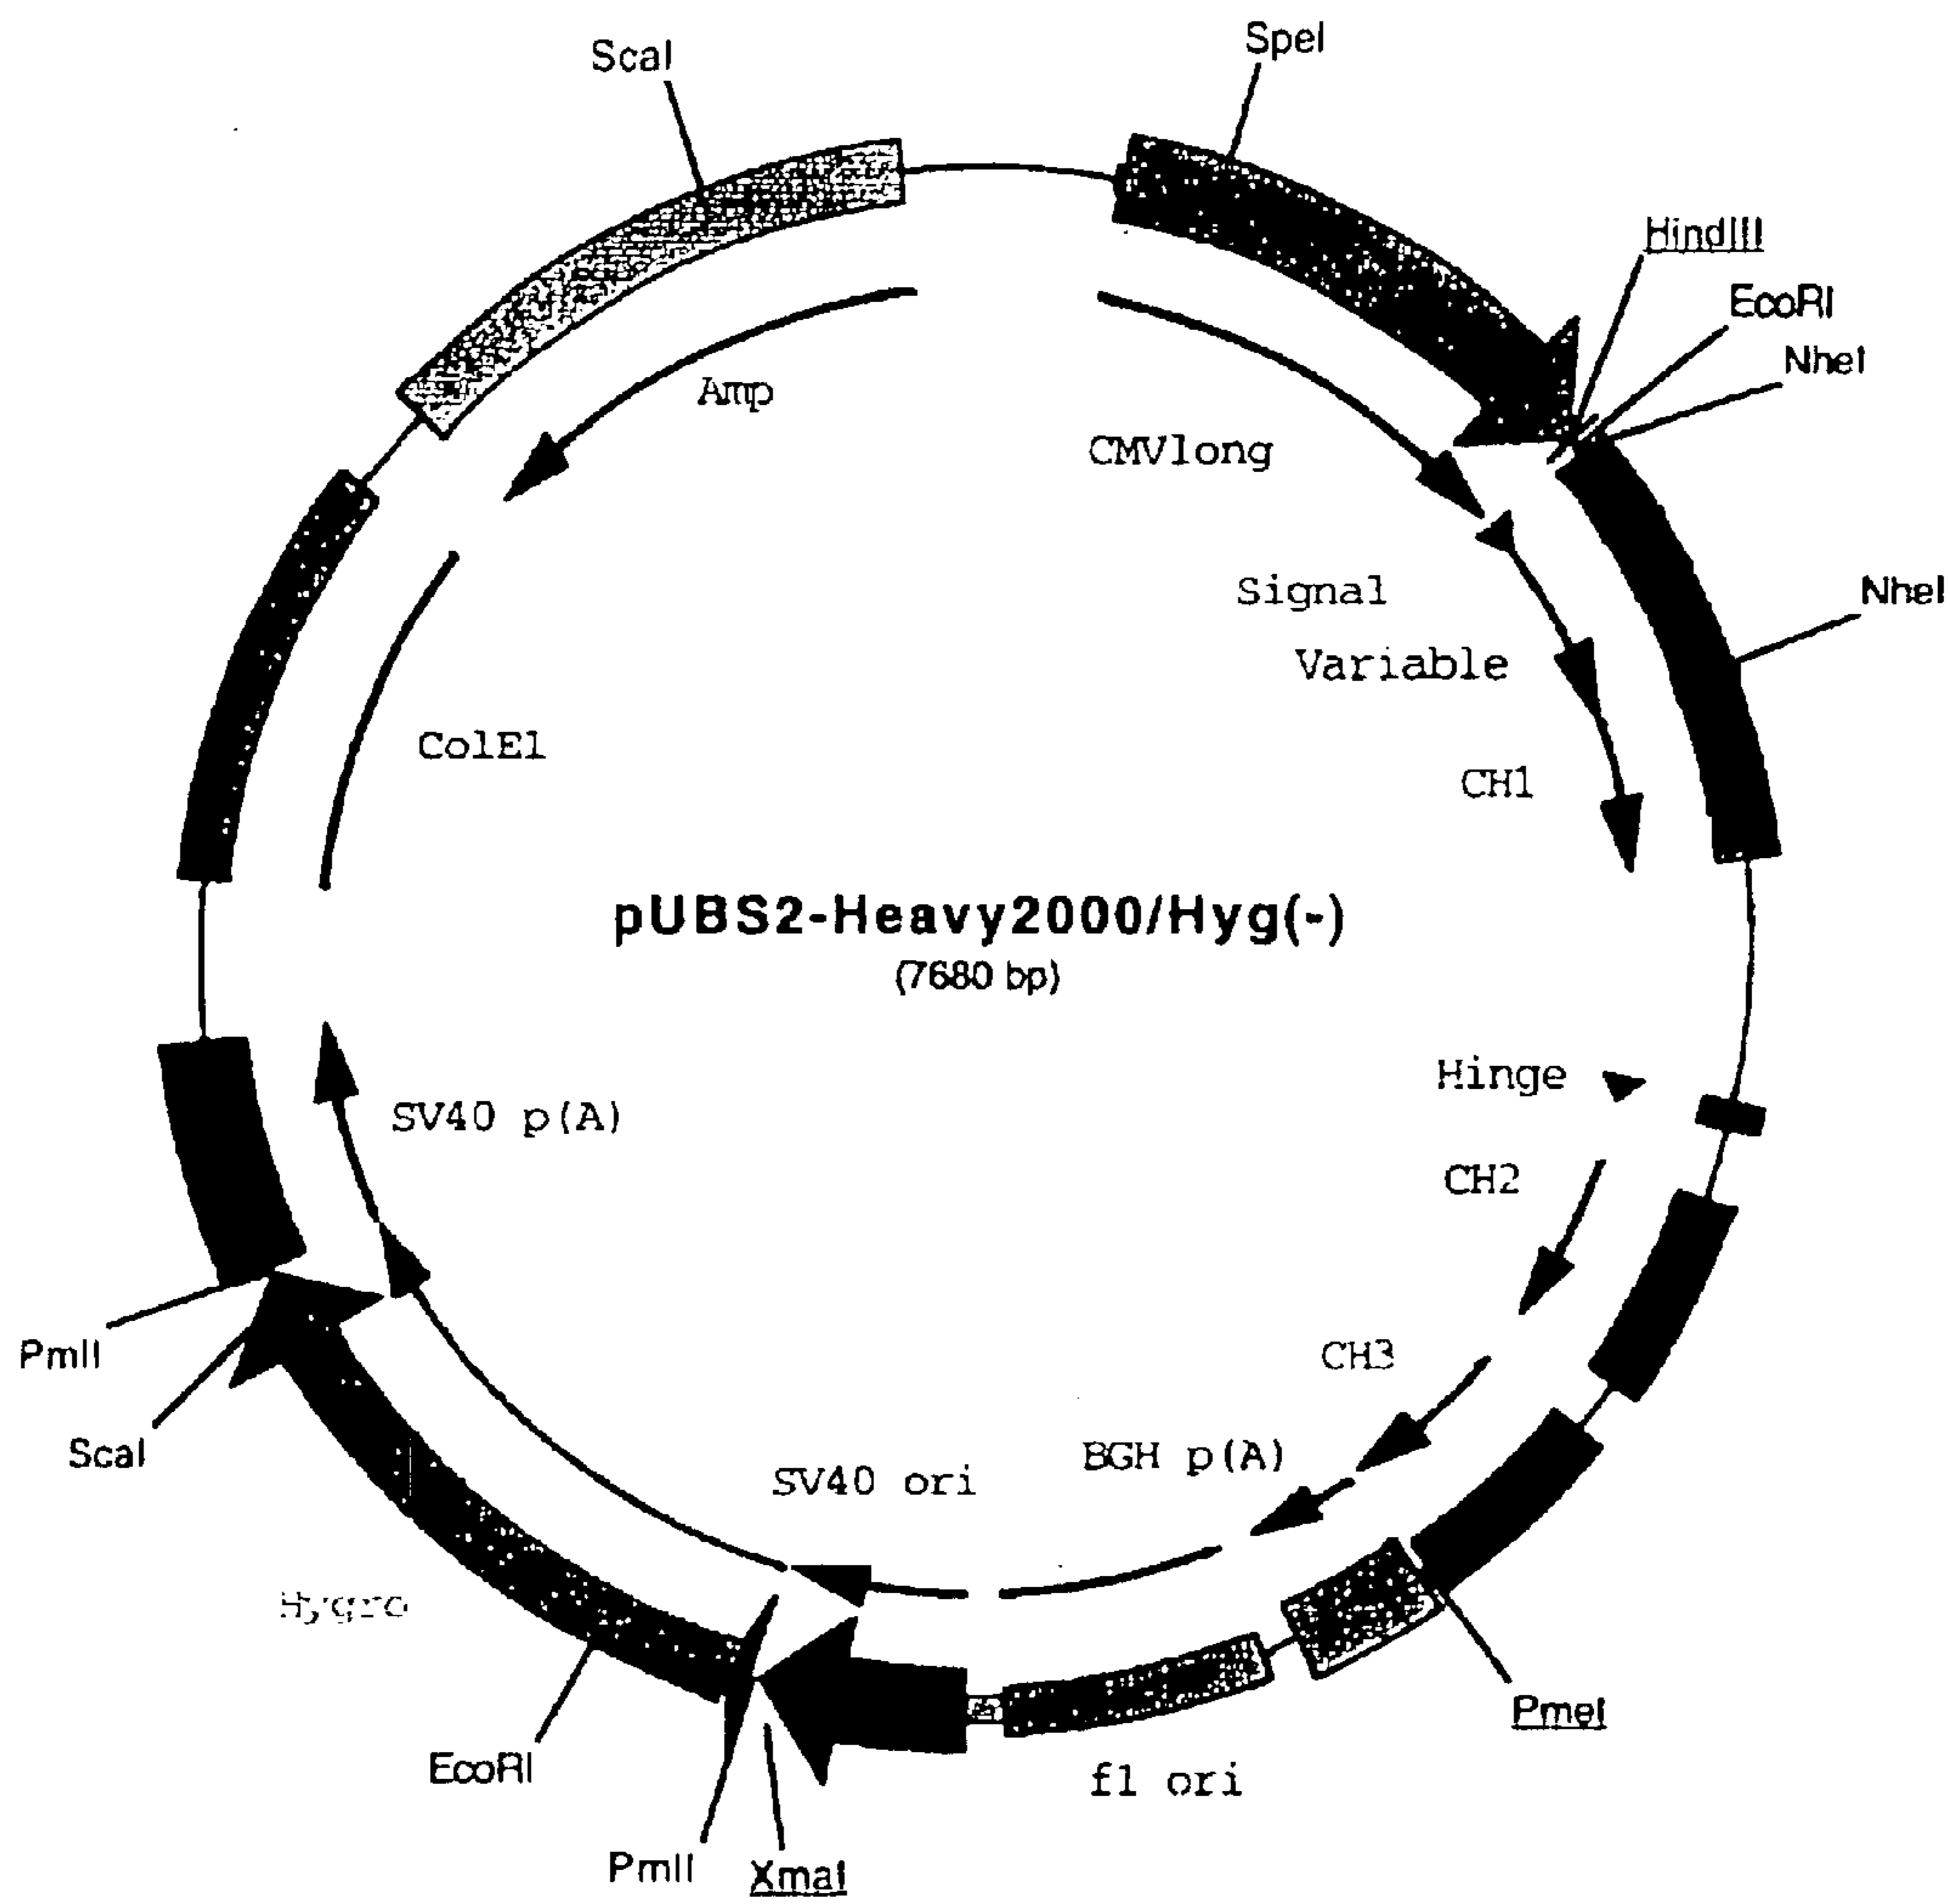 ScaI
SpeI
HindIII
EcoRI
NheI
Amp
CMVlong
Signal
NheI
Variable
ColE1
CH1
pUBS2-Heavy2000/Hyg(-)
(7680 bp)
Hinge
SV40 p(A)
CH2
PmlI
CH3
ScaI
BGH p(A)
SV40 ori
Hygro
PmeI
EcoRI
f1 ori
PmlI
XmaI